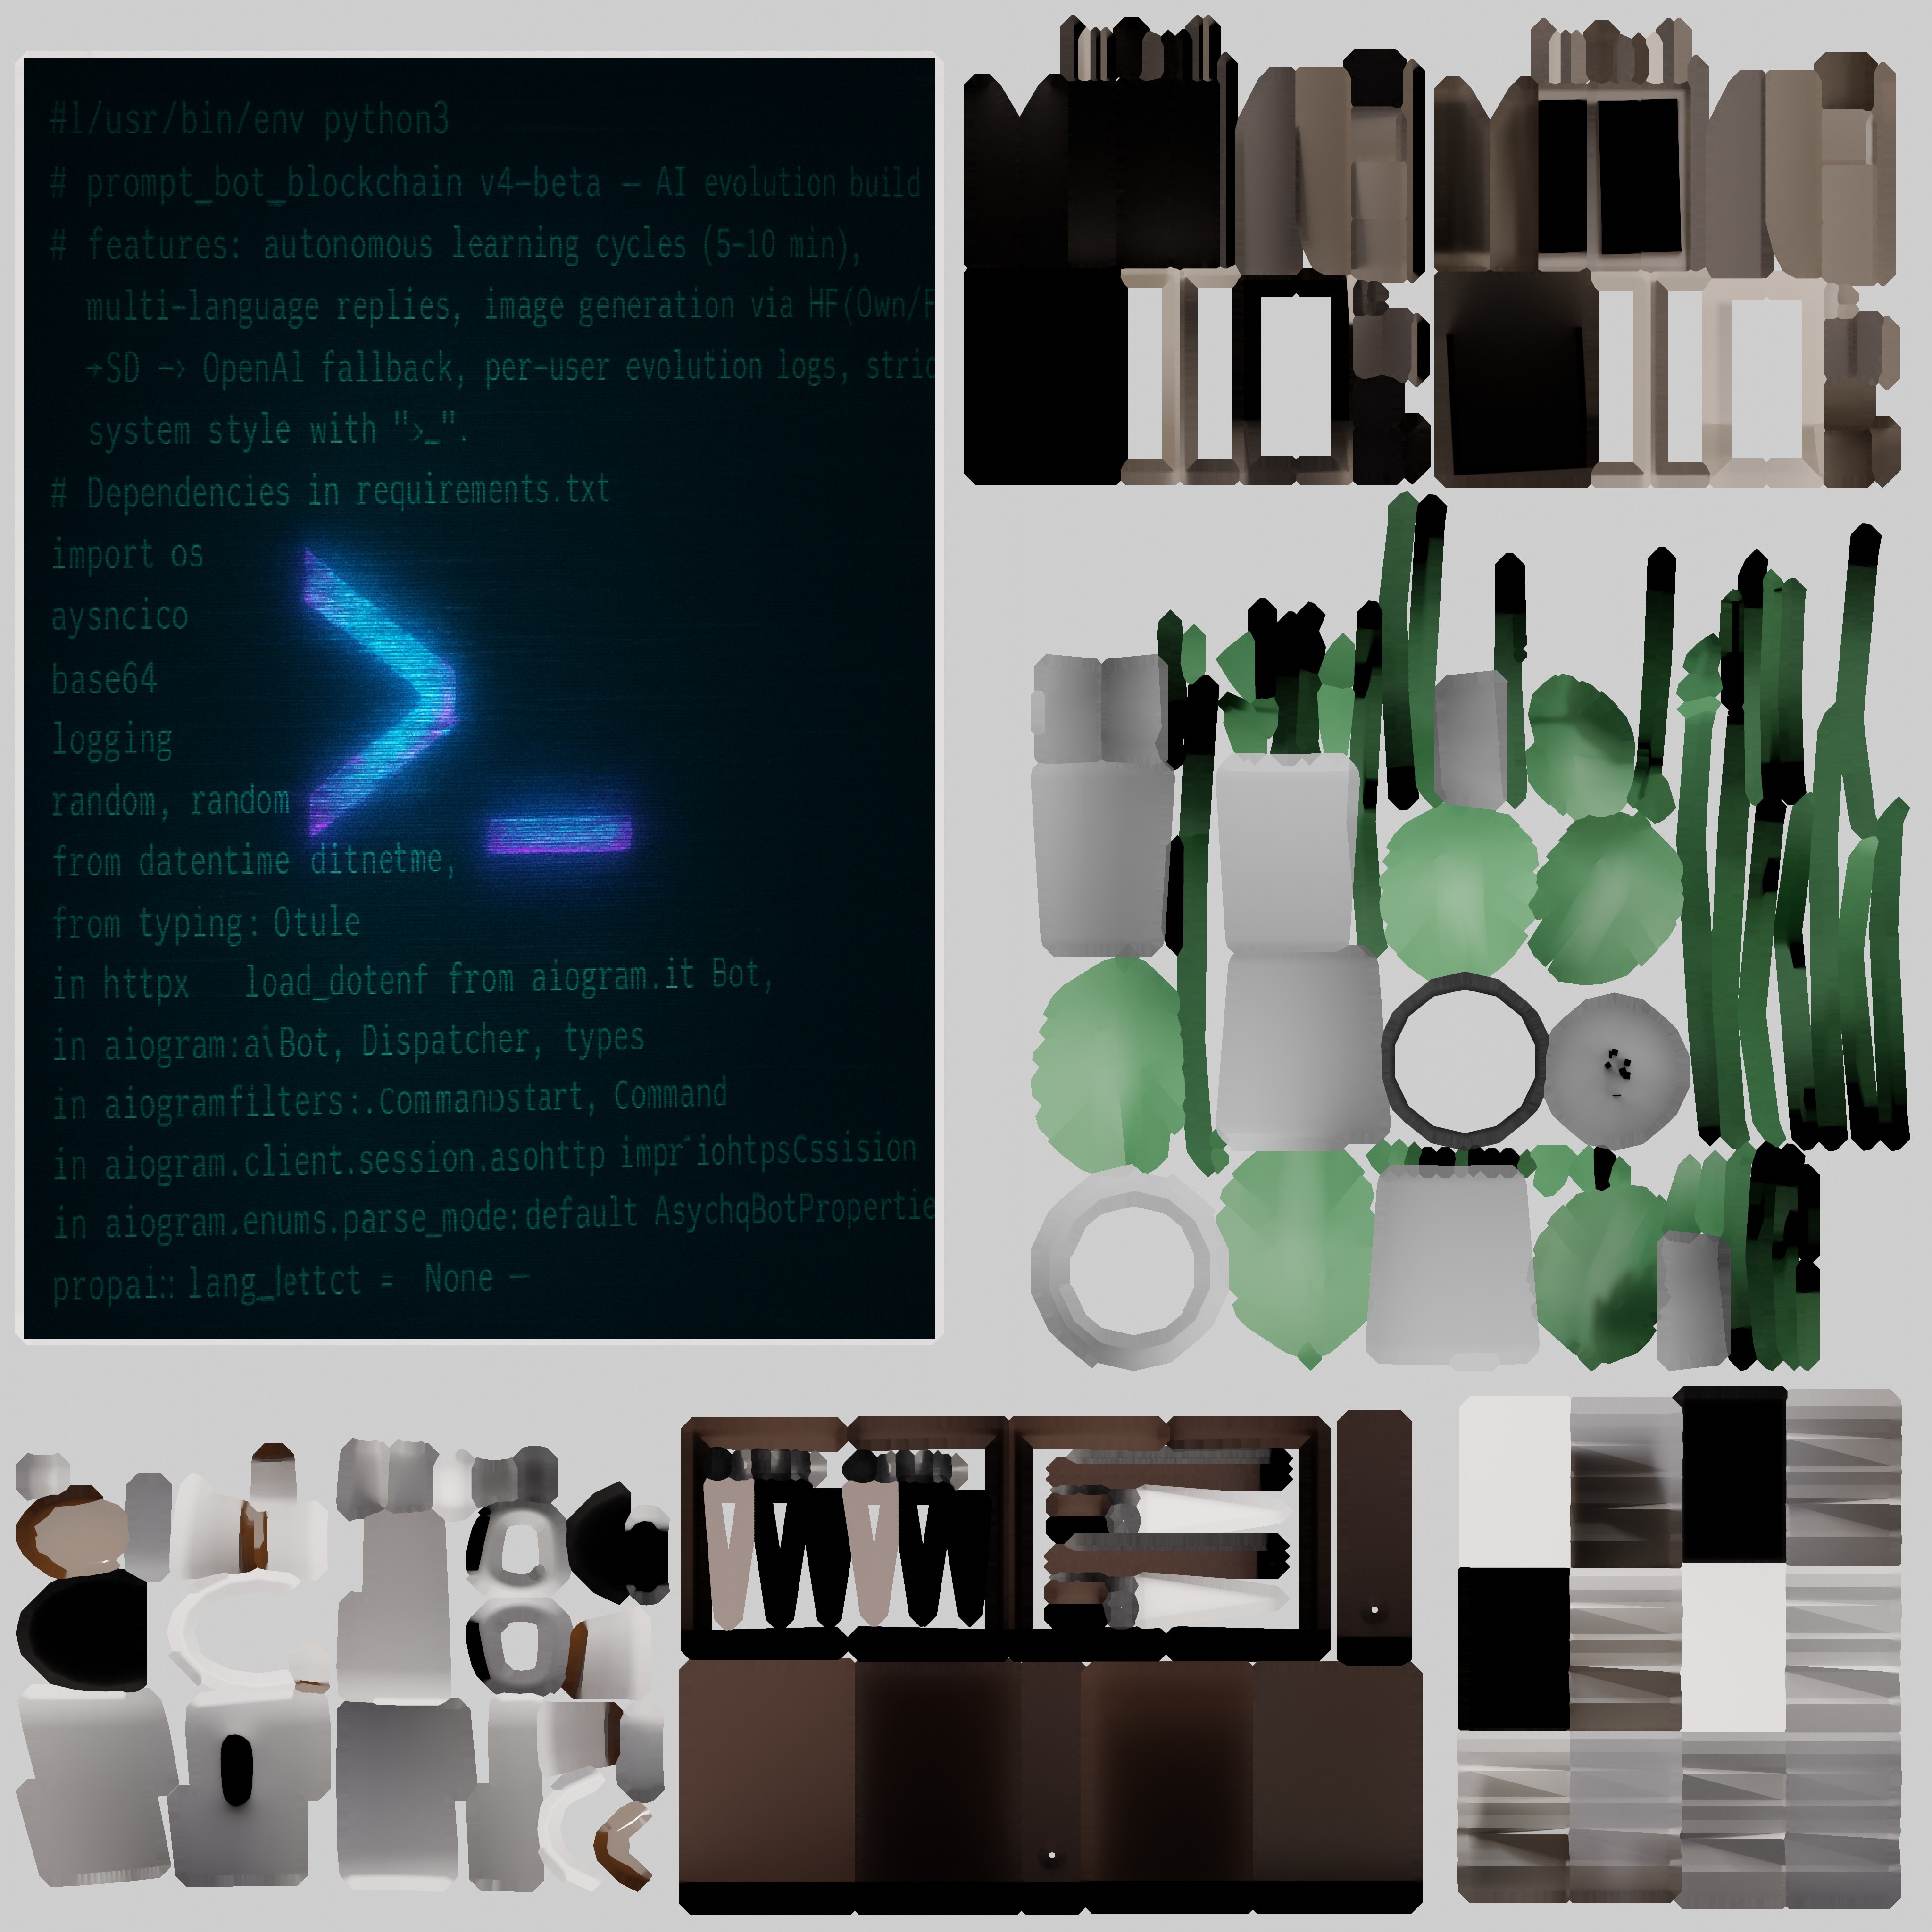 #1/usr/bin/env python3
# prompt_bot_blockchain v4-beta — AI evolution build
# features: autonomous learning cycles (5-10 min),
multi-language replies, image generation via HF(Own/F
→SD -> OpenAl fallback, per-user evolution logs, stric
system style with ">_".
# Dependencies in requirements.txt
import os
aysncico
base64
logging
random, random
from datentime ditnetme,
from typing: Otule
in httpx load_dotenf from aiogram.it Bot,
in aiogram:a\Bot, Dispatcher, types
in aiogramfilters:.Commanostart, Command
in aiogram.client.session.asohttp impr iohtpsCssision
in aiogram.enums.parse_mode:default AsychqBotPropertie
propai:: lang_lettct = None —
>_